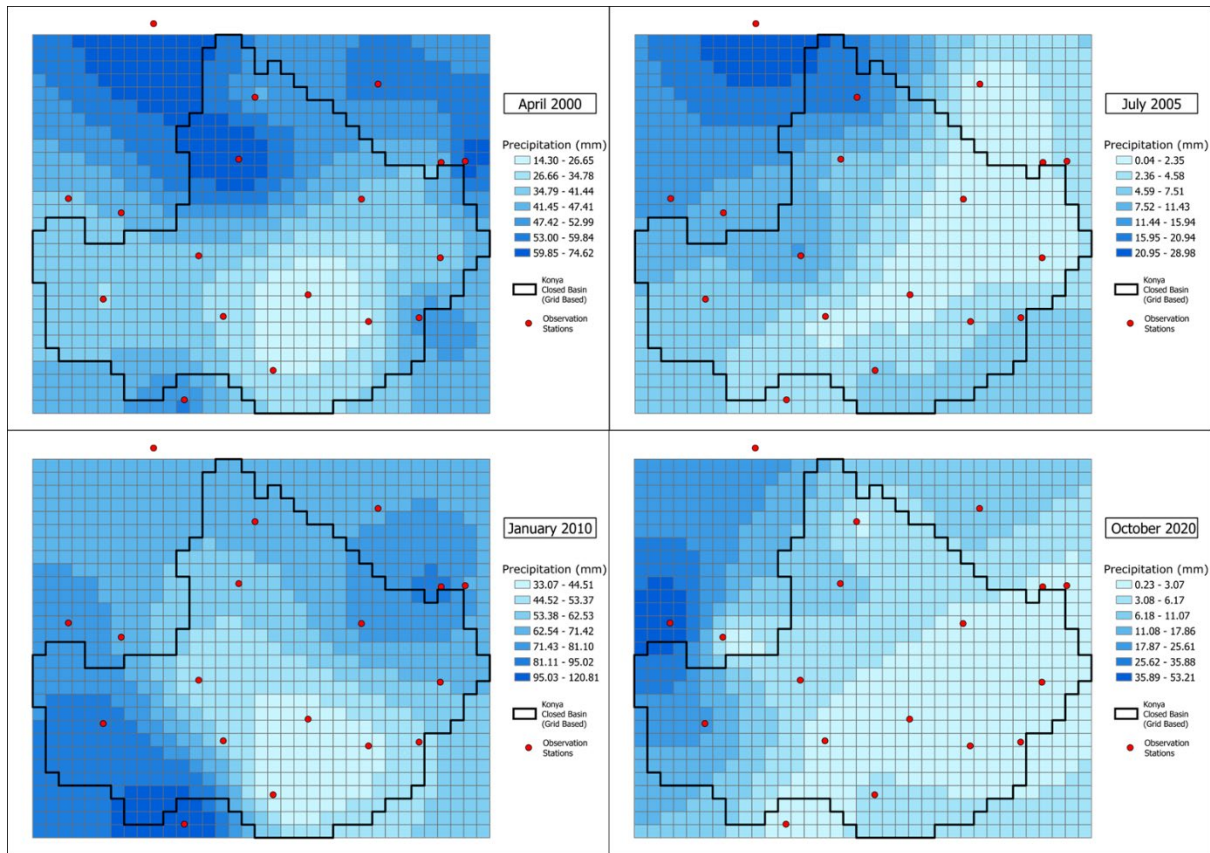 April 2000
Precipitation (mm)
14.30 - 26.65
26.66 - 34.78
34.79 - 41.44
41.45 - 47.41
47.42 - 52.99
53.00 - 59.84
59.85 - 74.62
Konya
Closed Basin
(Grid Based)
Observation
Stations
July 2005
Precipitation (mm)
0.04 - 2.35
2.36 - 4.58
4.59 - 7.51
7.52 - 11.43
11.44 - 15.94
15.95 - 20.94
20.95 - 28.98
Konya
Closed Basin
(Grid Based)
Observation
Stations
January 2010
Precipitation (mm)
33.07 - 44.51
44.52 - 53.37
53.38 - 62.53
62.54 - 71.42
71.43 - 81.10
81.11 - 95.02
95.03 - 120.81
Konya
Closed Basin
(Grid Based)
Observation
Stations
October 2020
Precipitation (mm)
0.23 - 3.07
3.08 - 6.17
6.18 - 11.07
11.08 - 17.86
17.87 - 25.61
25.62 - 35.88
35.89 - 53.21
Konya
Closed Basin
(Grid Based)
Observation
Stations